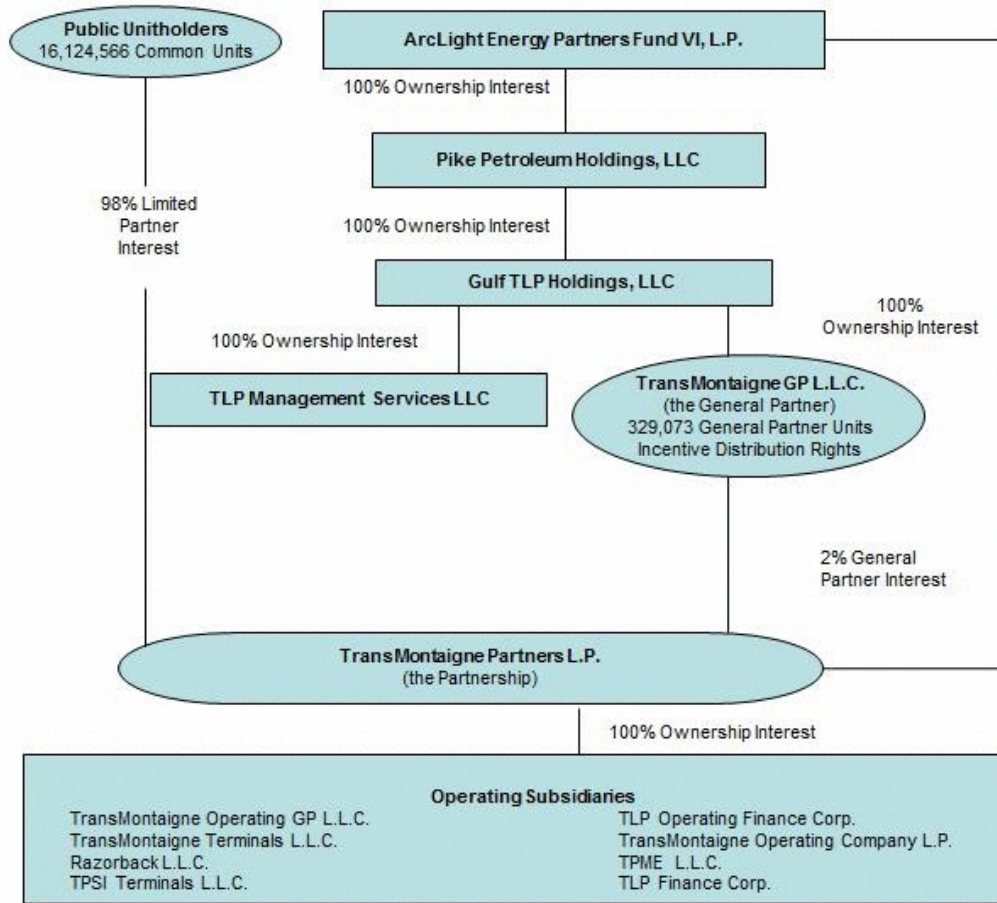 Public Unitholders
16,124,566 Common Units
ArcLight Energy Partners Fund VI, L.P.
100% Ownership Interest
Pike Petroleum Holdings, LLC
98% Limited
Partner
Interest
100% Ownership Interest
Gulf TLP Holdings, LLC
100% Ownership Interest
100%
Ownership Interest
TLP Management Services LLC
TransMontaigne GP L.L.C.
(the General Partner)
329,073 General Partner Units
Incentive Distribution Rights
2% General
Partner Interest
TransMontaigne Partners L.P.
(the Partnership)
100% Ownership Interest
Operating Subsidiaries
TransMontaigne Operating GP L.L.C.
TransMontaigne Terminals L.L.C.
Razorback L.L.C.
TPSI Terminals L.L.C.
TLP Operating Finance Corp.
TransMontaigne Operating Company L.P.
TPME L.L.C.
TLP Finance Corp.